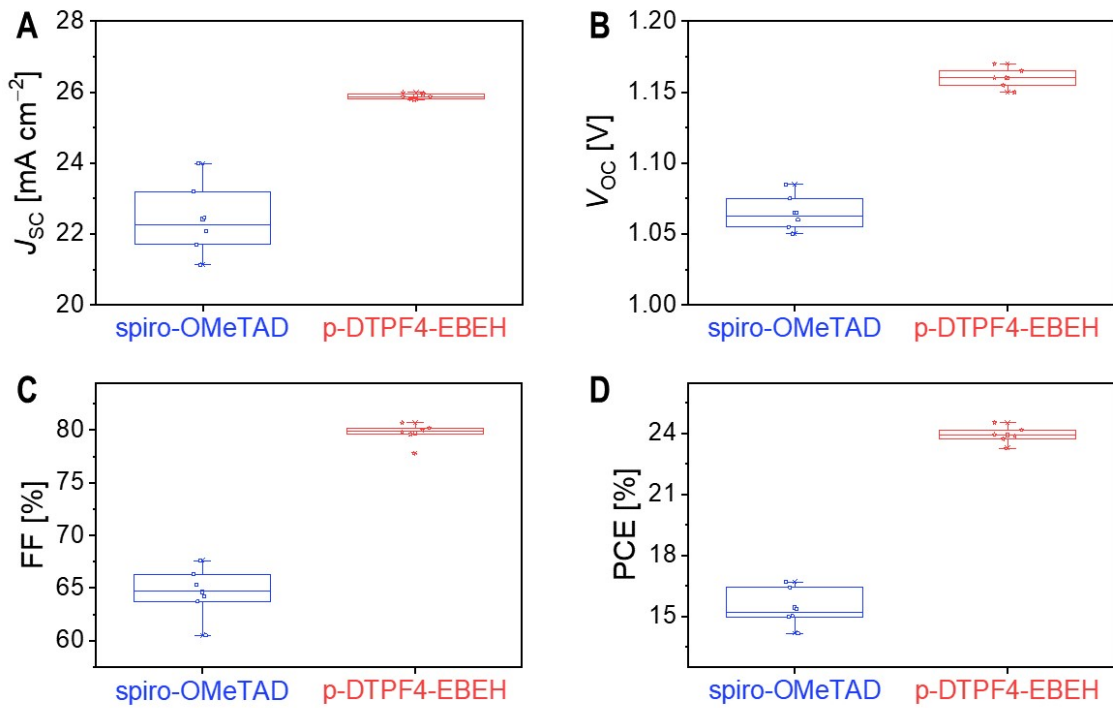 A
J_SC [mA cm⁻²]
28
26
24
22
20
spiro-OMeTAD p-DTPF4-EBEH
B
V_OC [V]
1.20
1.15
1.10
1.05
1.00
spiro-OMeTAD p-DTPF4-EBEH
C
FF [%]
80
75
70
65
60
spiro-OMeTAD p-DTPF4-EBEH
D
PCE [%]
24
21
18
15
spiro-OMeTAD p-DTPF4-EBEH